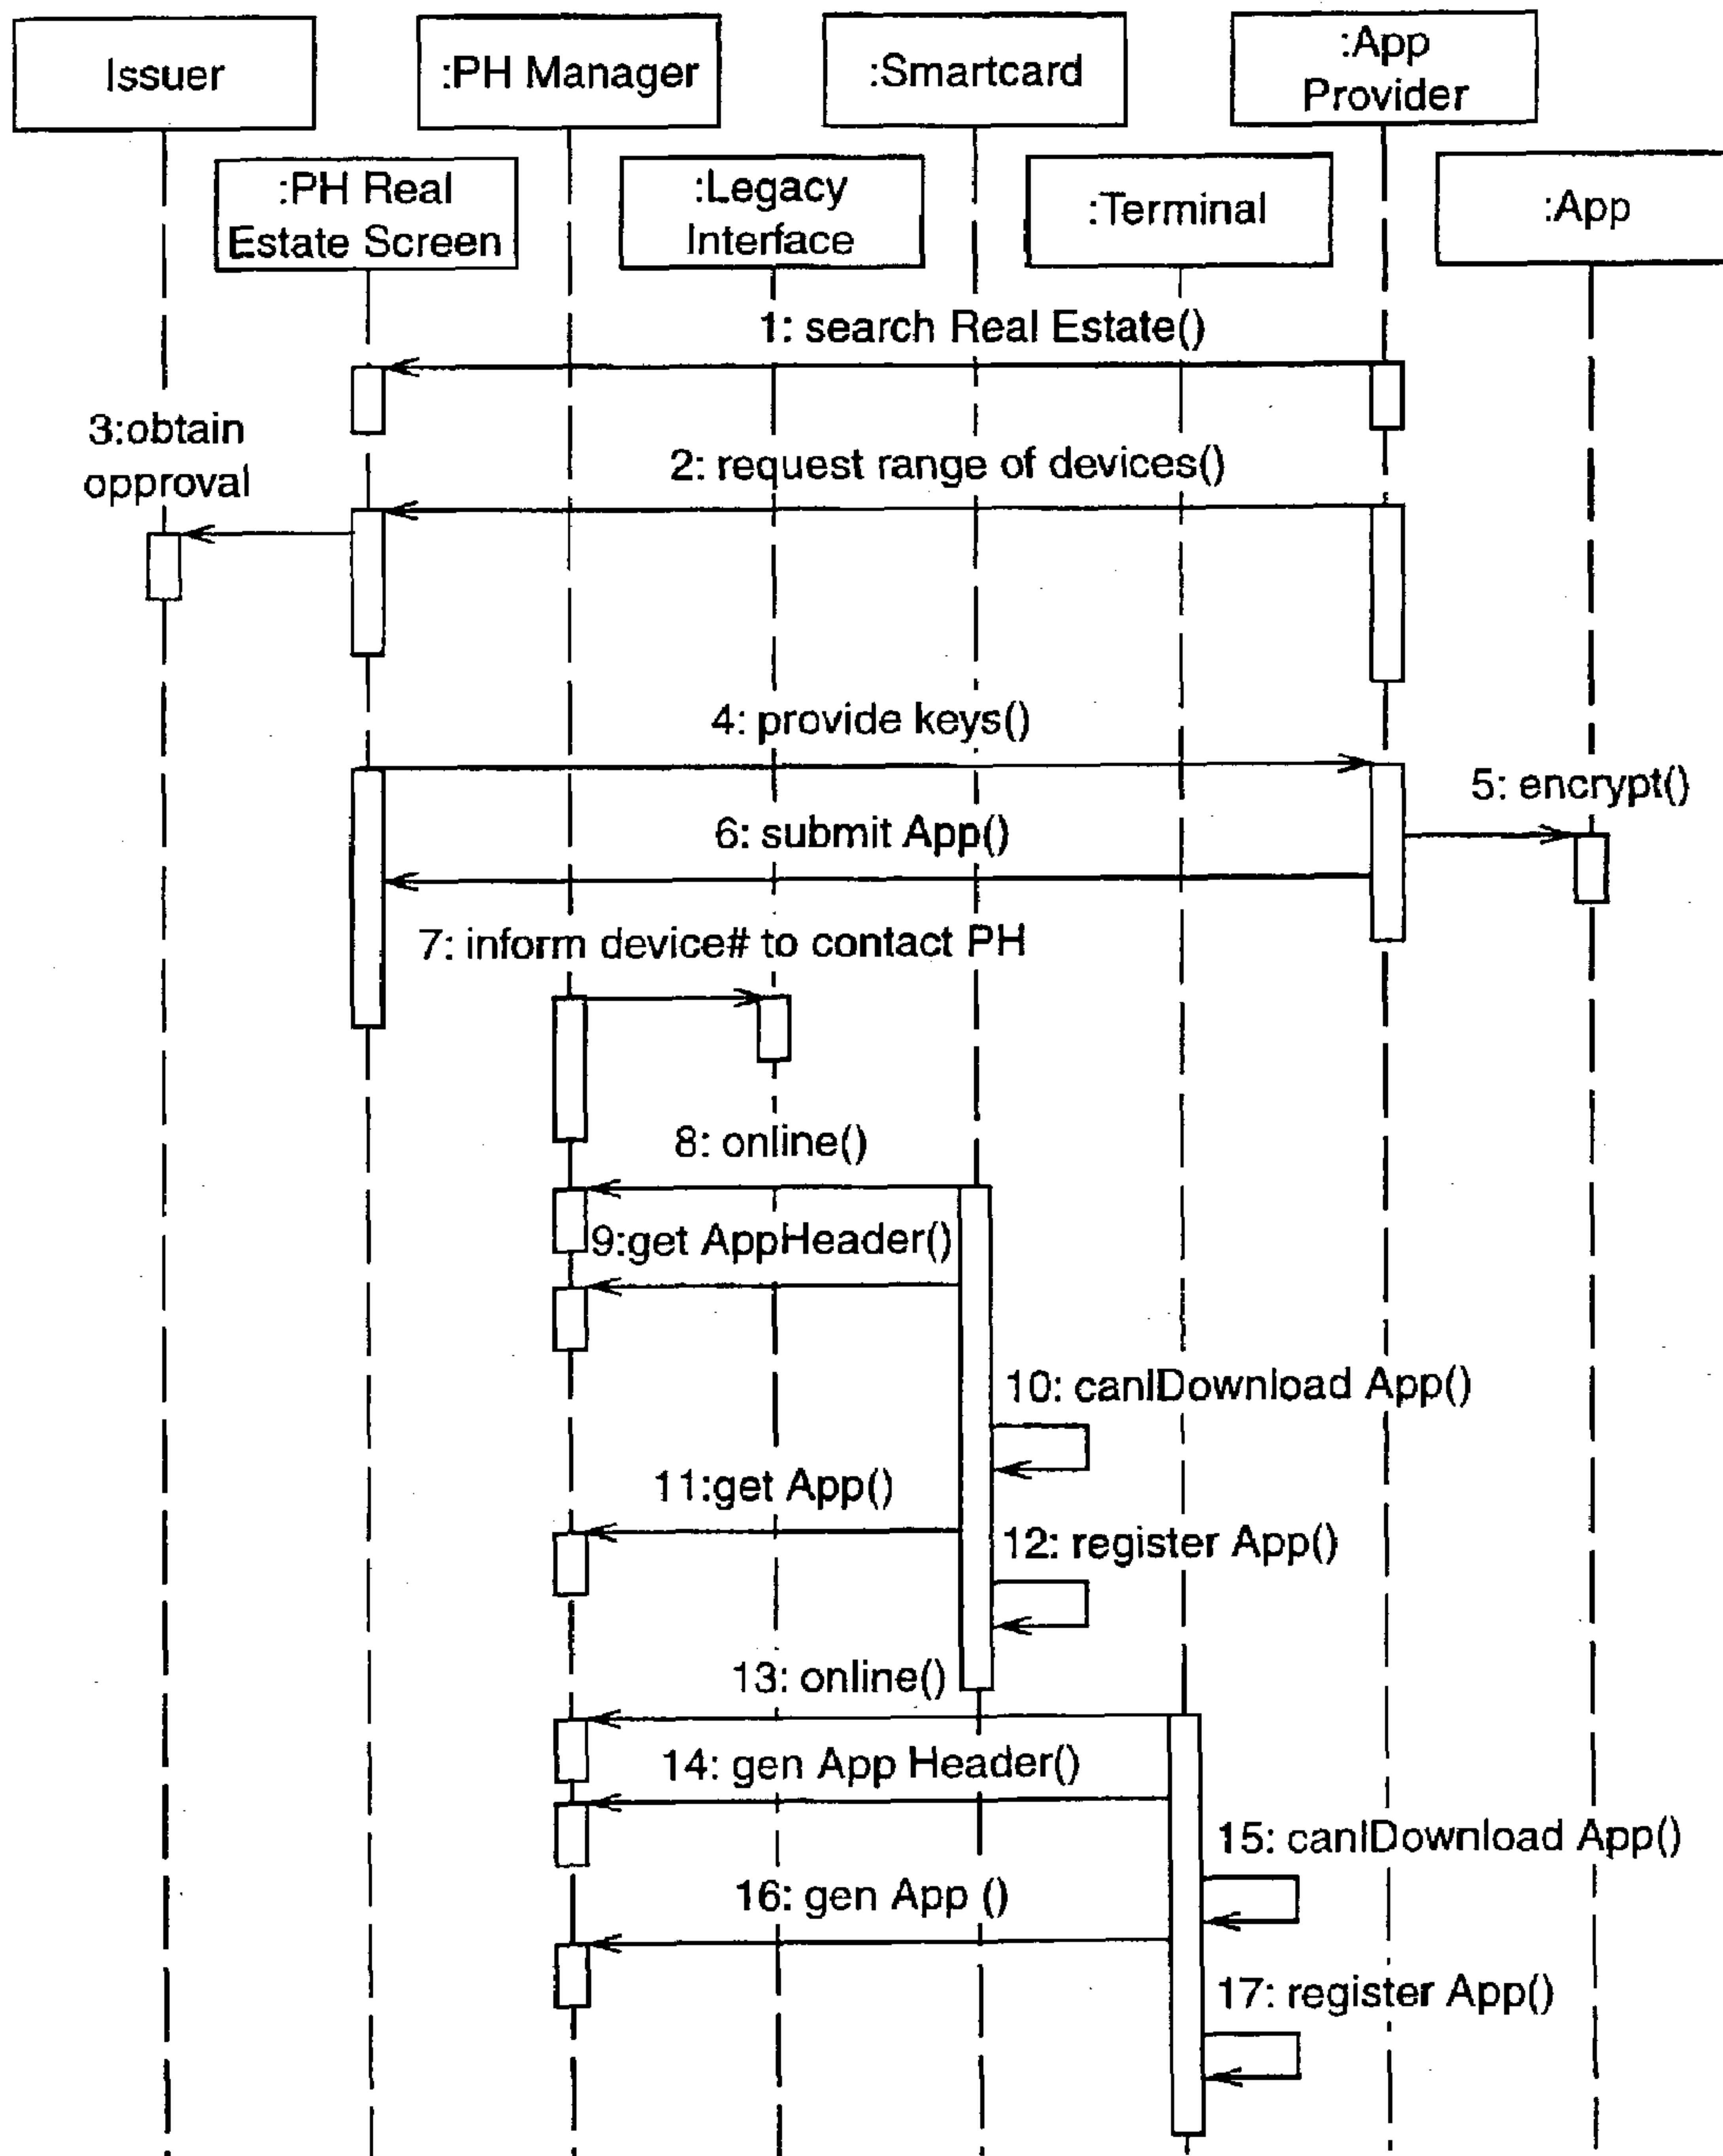 Issuer
:PH Manager
:Smartcard
:App
Provider
:PH Real
Estate Screen
:Legacy
Interface
:Terminal
:App
1: search Real Estate()
3:obtain
opproval
2: request range of devices()
4: provide keys()
5: encrypt()
6: submit App()
7: inform device# to contact PH
8: online()
9:get AppHeader()
10: canIDownload App()
11:get App()
12: register App()
13: online()
14: gen App Header()
15: canIDownload App()
16: gen App ()
17: register App()